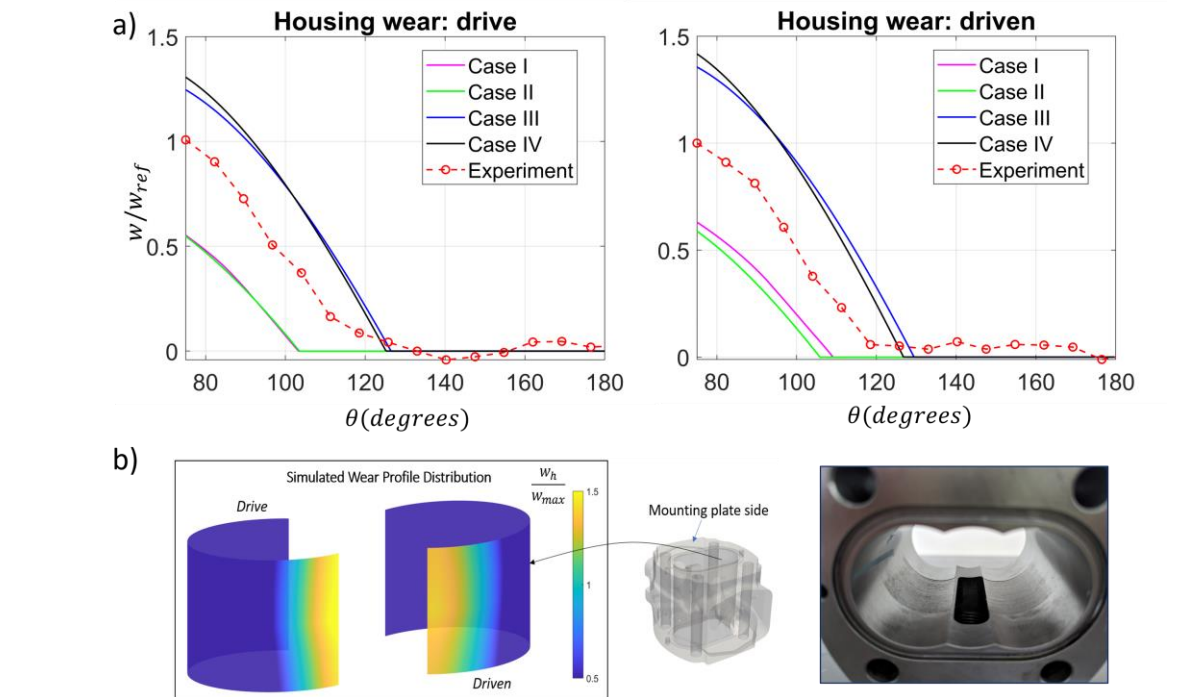 a)
Housing wear: drive
1.5
1
0.5
0
w/w_ref
80 100 120 140 160 180
θ(degrees)
Case I
Case II
Case III
Case IV
Experiment
Housing wear: driven
1.5
1
0.5
0
80 100 120 140 160 180
θ(degrees)
Case I
Case II
Case III
Case IV
Experiment
b)
Simulated Wear Profile Distribution
Drive
Driven
w_h
w_max
1.5
1
0.5
Mounting plate side